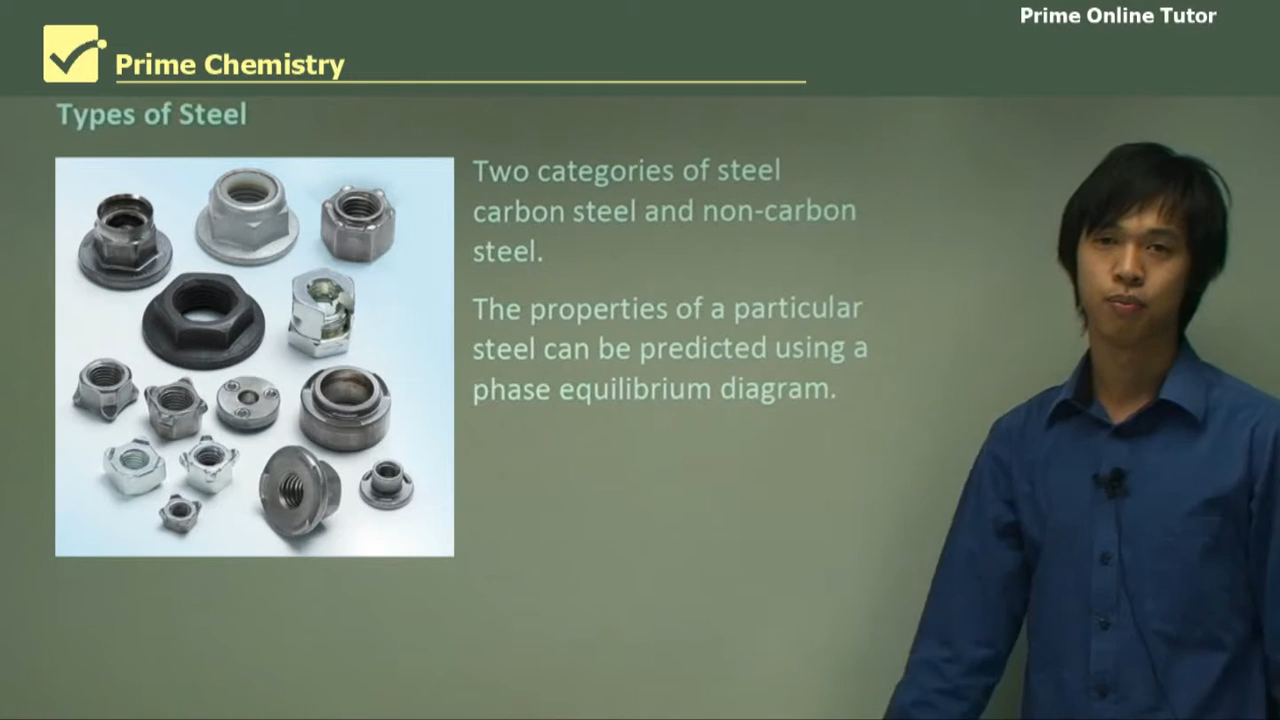 Prime Online Tutor
Prime Chemistry
Types of Steel
Two categories of steel
carbon steel and non-carbon
steel.
The properties of a particular
steel can be predicted using a
phase equilibrium diagram.